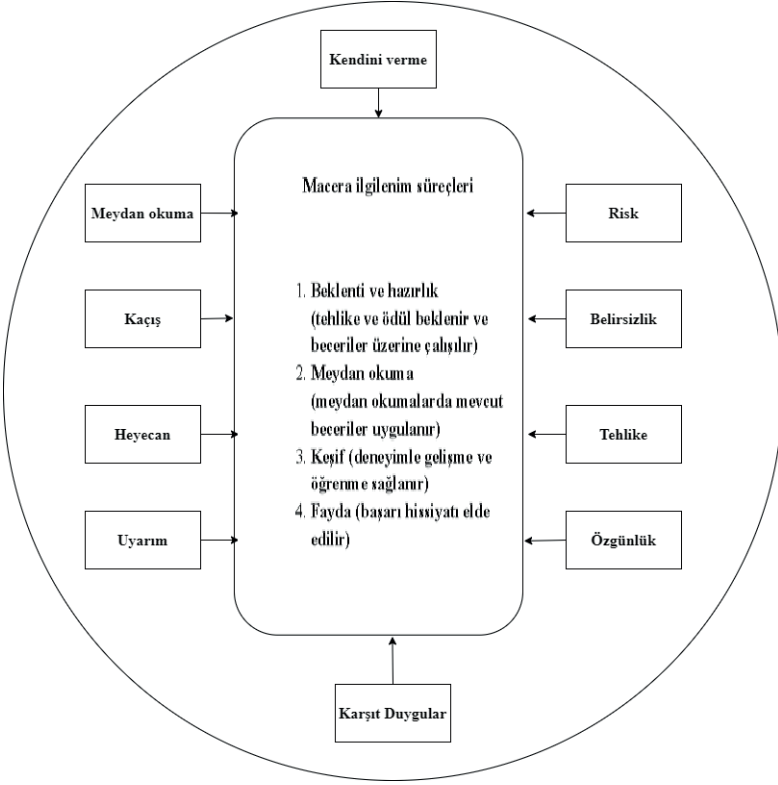 Kendini verme
Macera ilgilenim süreçleri
Meydan okuma
Risk
Kaçış
Belirsizlik
Heyecan
Tehlike
Uyarım
Özgünlük
1. Beklenti ve hazırlık
(tehlike ve ödül beklenir ve
beceriler üzerine çalışılır)
2. Meydan okuma
(meydan okumalarda mevcut
beceriler uygulanır)
3. Keşif (deneyimle gelişme ve
öğrenme sağlanır)
4. Fayda (başarı hissiyatı elde
edilir)
Karşıt Duygular